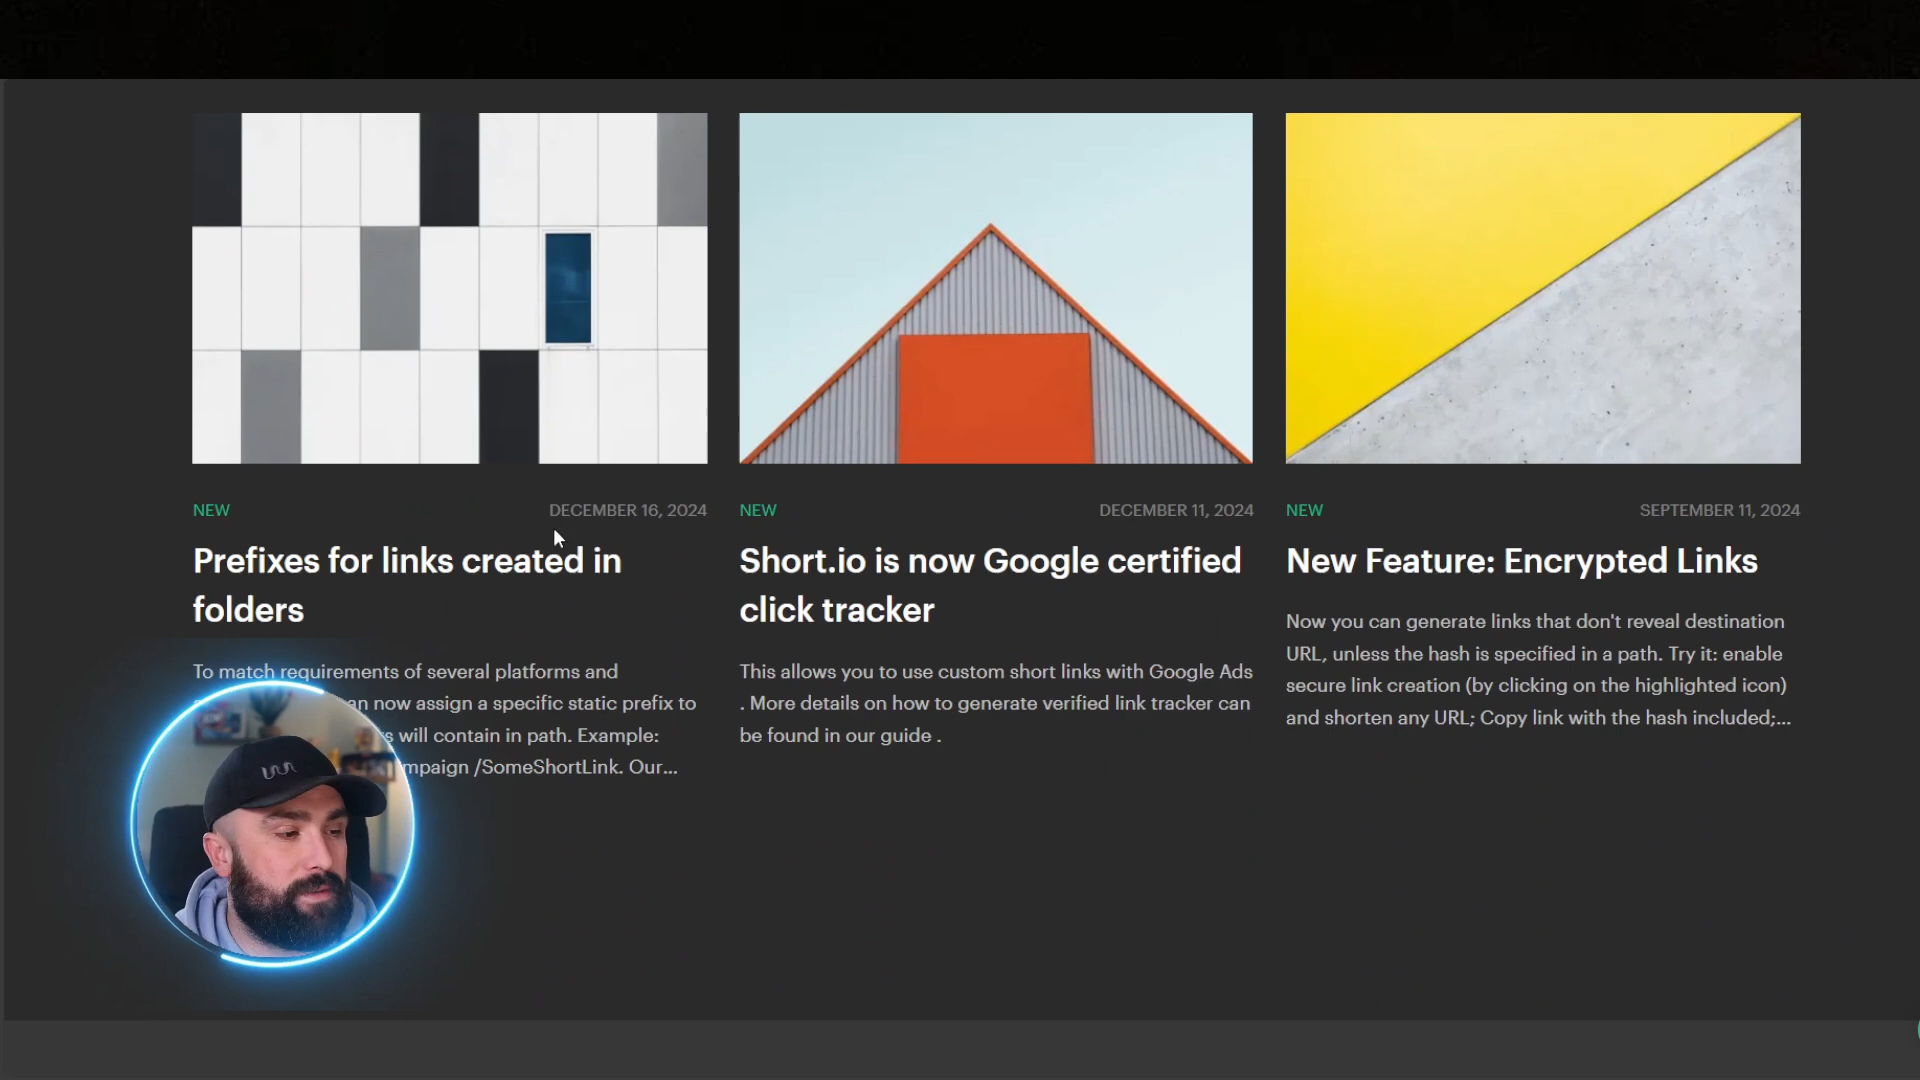 NEW
DECEMBER 16, 2024
Prefixes for links created in
folders
To match requirements of several platforms and
now assign a specific static prefix to
will contain in path. Example:
/SomeShortLink. Our...
NEW
DECEMBER 11, 2024
Short.io is now Google certified
click tracker
This allows you to use custom short links with Google Ads
. More details on how to generate verified link tracker can
be found in our guide .
NEW
SEPTEMBER 11, 2024
New Feature: Encrypted Links
Now you can generate links that don't reveal destination
URL, unless the hash is specified in a path. Try it: enable
secure link creation (by clicking on the highlighted icon)
and shorten any URL; Copy link with the hash included;...